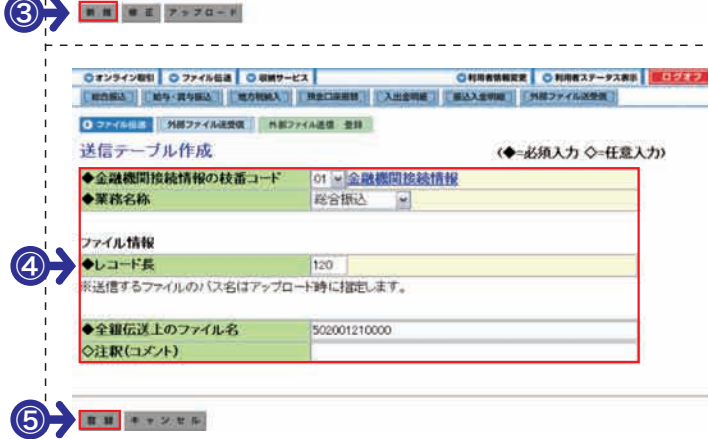 ③ 新規 修正 アップロード
オンライン取引 ファイル伝送 収納サービス 利用者情報変更 利用者ステータス表示 ログオフ
総合振込 給与・賞与振込 地方税納入 預金口座振替 入出金明細 振込入金明細 外部ファイル送受信
ファイル伝送 外部ファイル送受信 外部ファイル送信 登録
送信テーブル作成 (◆=必須入力 ◇=任意入力)
◆金融機関接続情報の枝番コード 01 金融機関接続情報
◆業務名称 総合振込
ファイル情報
④ ◆レコード長 120
※送信するファイルのパス名はアップロード時に指定します。
◆全銀伝送上のファイル名 502001210000
◇注釈(コメント)
⑤ 登録 キャンセル